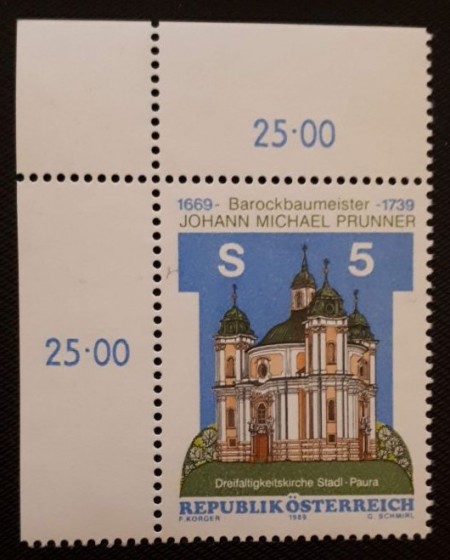 25·00
1669- Barockbaumeister -1739
JOHANN MICHAEL PRUNNER
S 5
25·00
Dreifaltigkeitskirche Stadl-Paura
REPUBLIK ÖSTERREICH
F. KORGER 1989 G. SCHMIRL